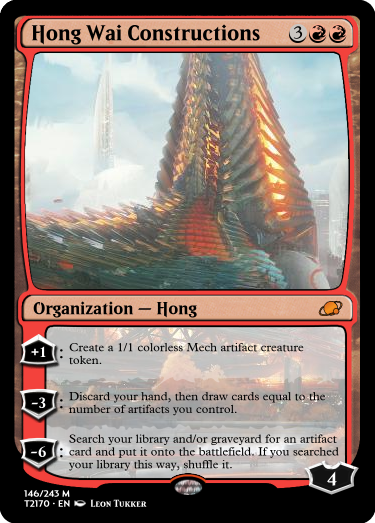 Hong Wai Constructions 3
Organization — Hong
+1 : Create a 1/1 colorless Mech artifact creature
token.
-3 : Discard your hand, then draw cards equal to the
number of artifacts you control.
-6 : Search your library and/or graveyard for an artifact
card and put it onto the battlefield. If you searched
your library this way, shuffle it.
4
146/243 M
T2170 · EN Leon Tukker